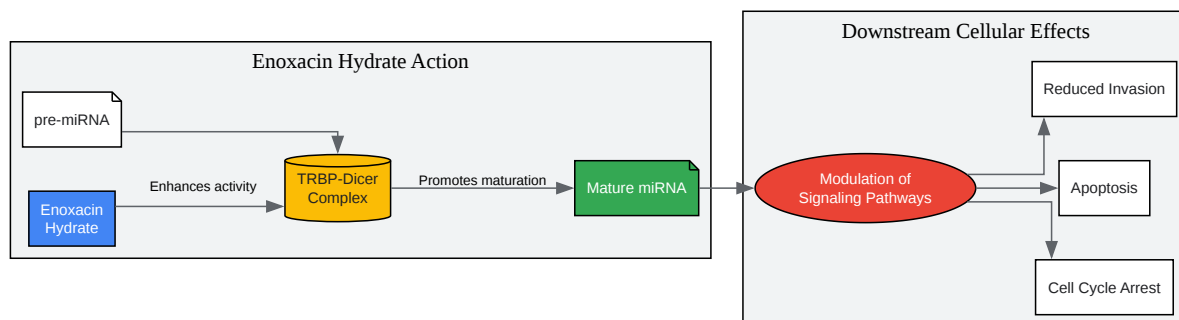 Enoxacin Hydrate Action
pre-miRNA
Enoxacin
Hydrate
Enhances activity
TRBP-Dicer
Complex
Promotes maturation
Mature miRNA
Downstream Cellular Effects
Modulation of
Signaling Pathways
Reduced Invasion
Apoptosis
Cell Cycle Arrest